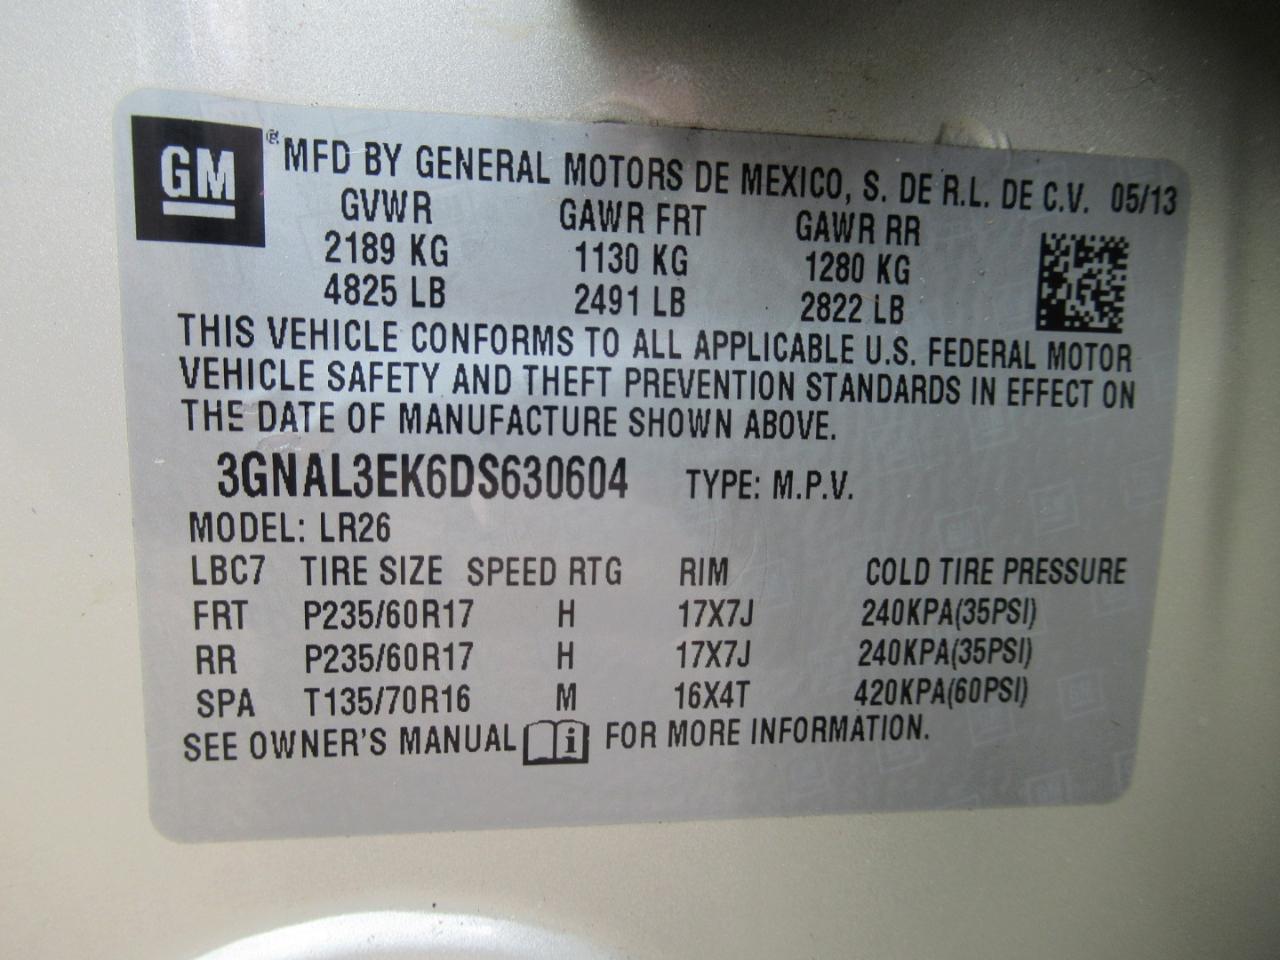 GM ® MFD BY GENERAL MOTORS DE MEXICO, S. DE R.L. DE C.V. 05/13
GVWR GAWR FRT GAWR RR
2189 KG 1130 KG 1280 KG
4825 LB 2491 LB 2822 LB
THIS VEHICLE CONFORMS TO ALL APPLICABLE U.S. FEDERAL MOTOR
VEHICLE SAFETY AND THEFT PREVENTION STANDARDS IN EFFECT ON
THE DATE OF MANUFACTURE SHOWN ABOVE.
3GNAL3EK6DS630604 TYPE: M.P.V.
MODEL: LR26
LBC7 TIRE SIZE SPEED RTG RIM COLD TIRE PRESSURE
FRT P235/60R17 H 17X7J 240KPA(35PSI)
RR P235/60R17 H 17X7J 240KPA(35PSI)
SPA T135/70R16 M 16X4T 420KPA(60PSI)
SEE OWNER'S MANUAL i FOR MORE INFORMATION.